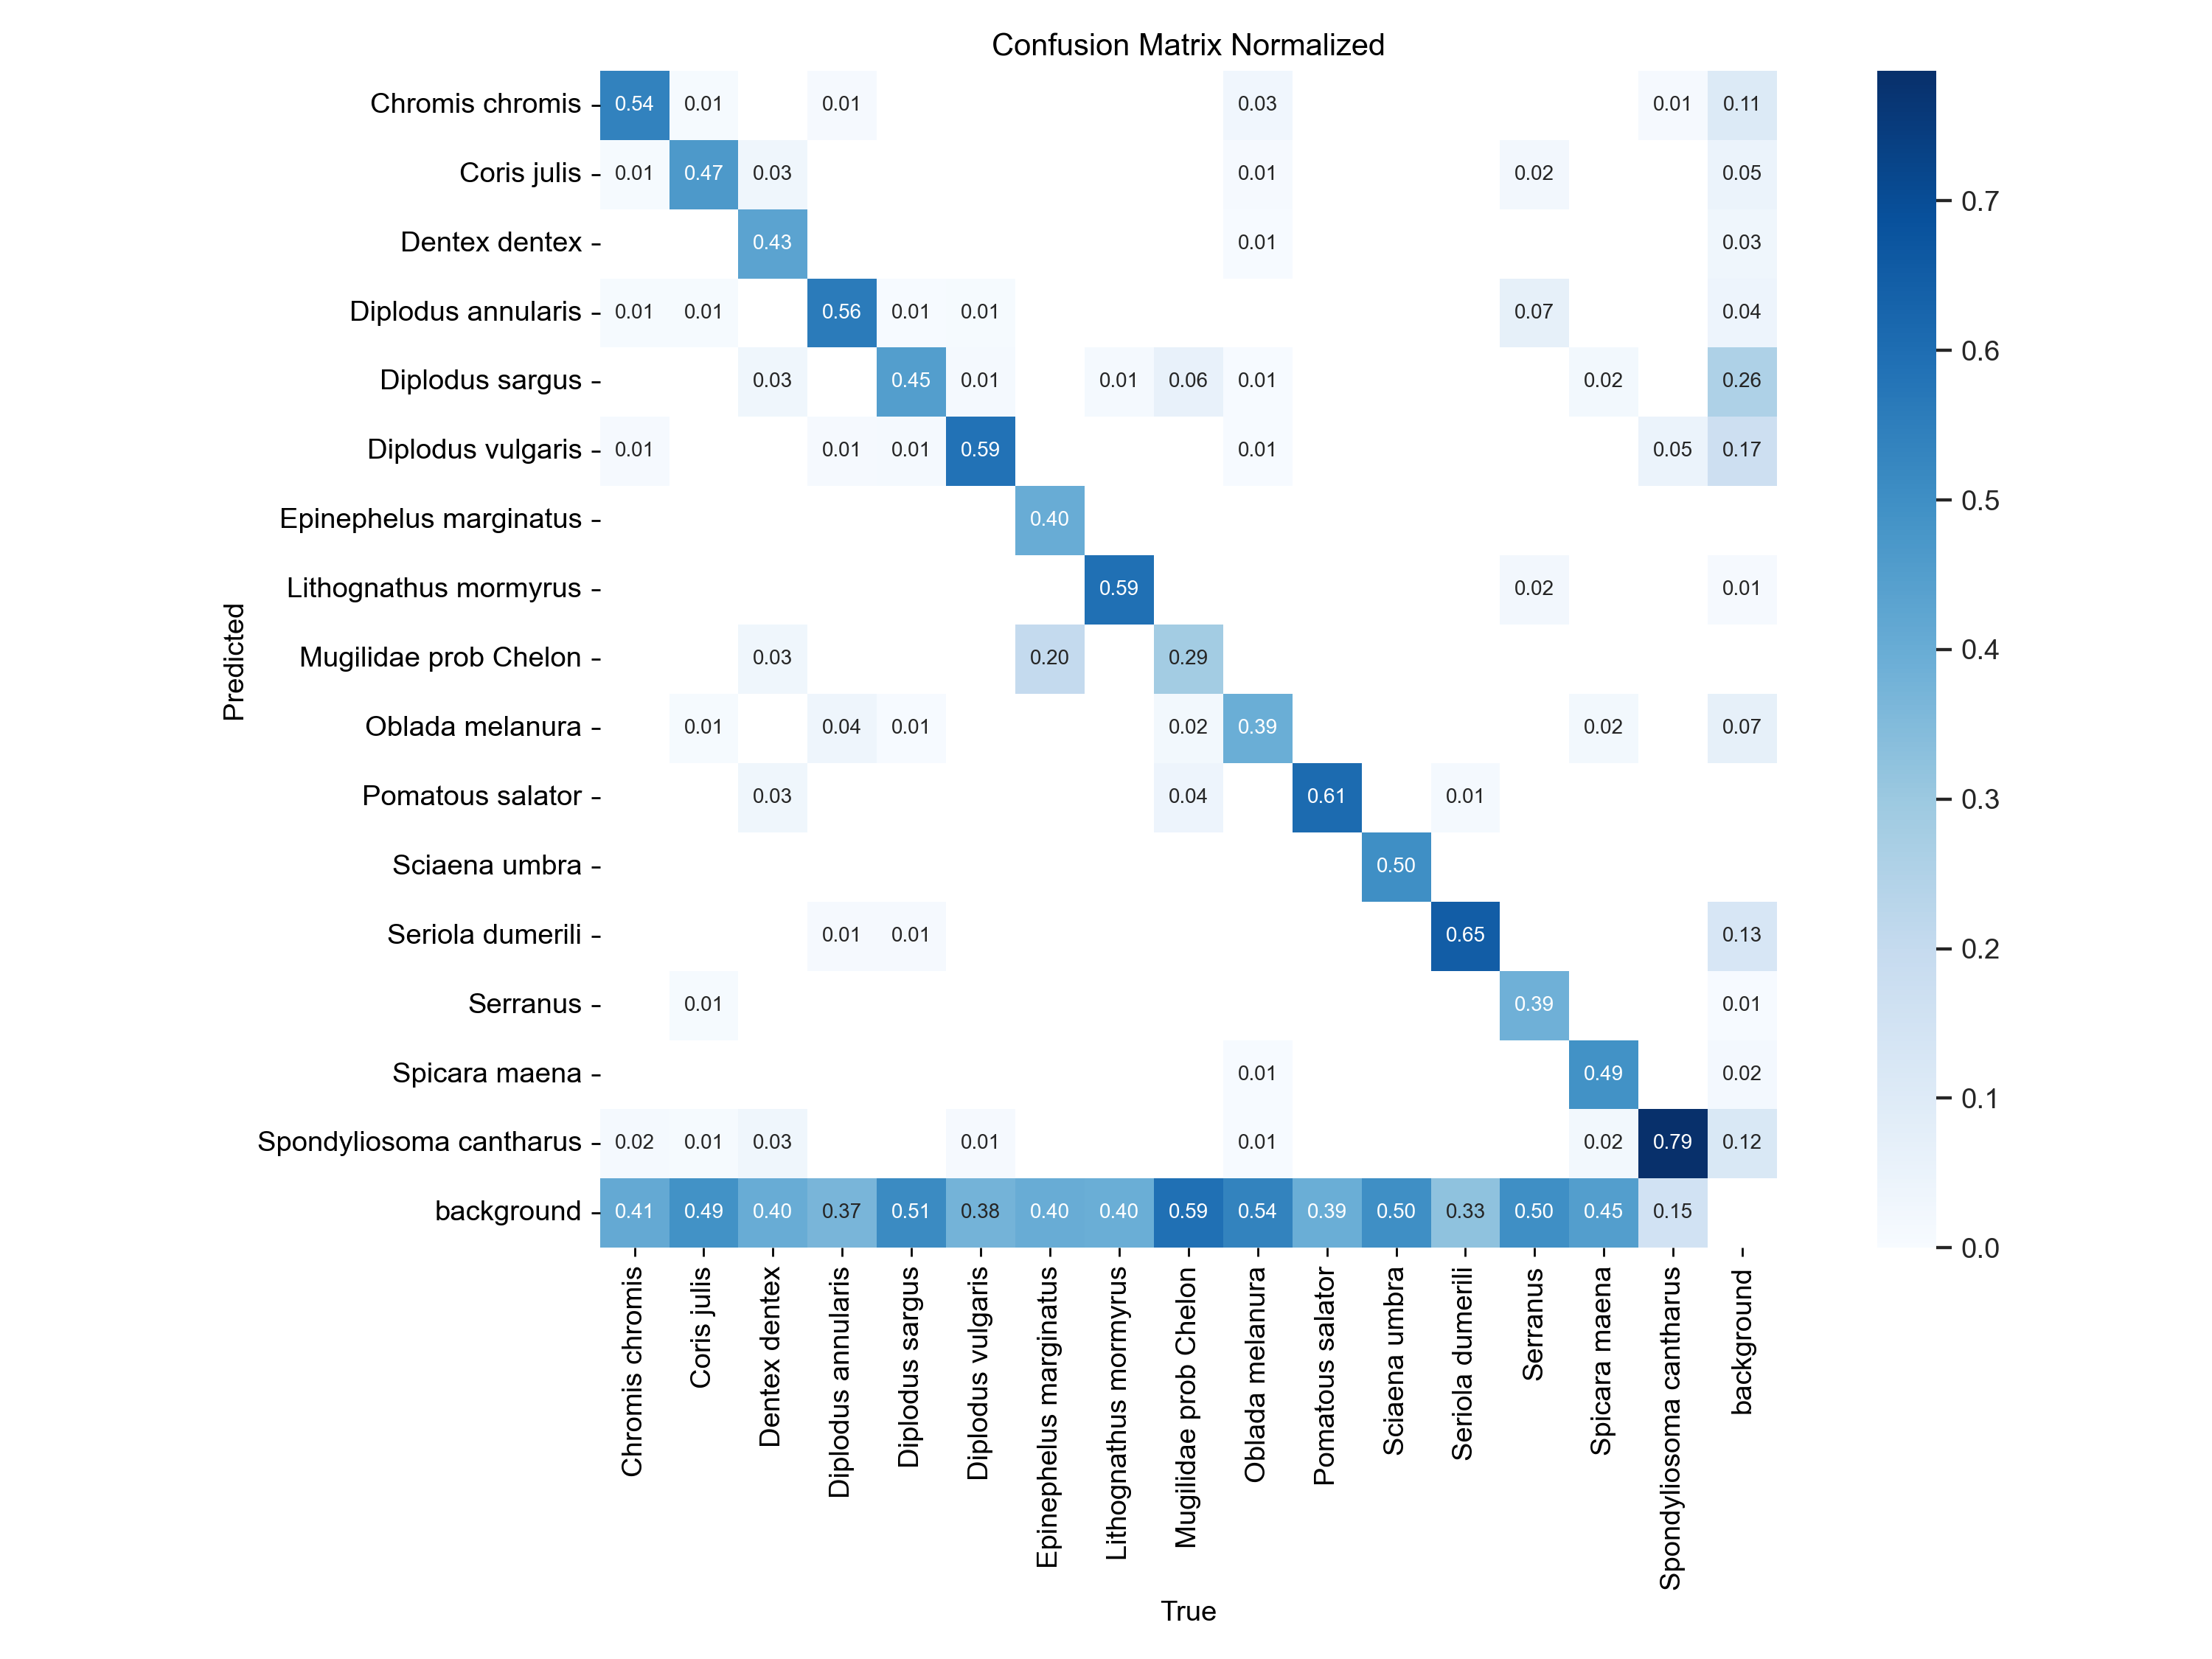 Confusion Matrix Normalized
Predicted
Chromis chromis 0.54 0.01 0.01 0.03 0.01 0.11
Coris julis 0.01 0.47 0.03 0.01 0.02 0.05
Dentex dentex 0.43 0.01 0.03
Diplodus annularis 0.01 0.01 0.56 0.01 0.01 0.07 0.04
Diplodus sargus 0.03 0.45 0.01 0.01 0.06 0.01 0.02 0.26
Diplodus vulgaris 0.01 0.01 0.01 0.59 0.01 0.05 0.17
Epinephelus marginatus 0.40
Lithognathus mormyrus 0.59 0.02 0.01
Mugilidae prob Chelon 0.03 0.20 0.29
Oblada melanura 0.01 0.04 0.01 0.02 0.39 0.02 0.07
Pomatous salator 0.03 0.04 0.61 0.01
Sciaena umbra 0.50
Seriola dumerili 0.01 0.01 0.65 0.13
Serranus 0.01 0.39 0.01
Spicara maena 0.01 0.49 0.02
Spondyliosoma cantharus 0.02 0.01 0.03 0.01 0.01 0.02 0.79 0.12
background 0.41 0.49 0.40 0.37 0.51 0.38 0.40 0.40 0.59 0.54 0.39 0.50 0.33 0.50 0.45 0.15
Chromis chromis
Coris julis
Dentex dentex
Diplodus annularis
Diplodus sargus
Diplodus vulgaris
Epinephelus marginatus
Lithognathus mormyrus
Mugilidae prob Chelon
Oblada melanura
Pomatous salator
Sciaena umbra
Seriola dumerili
Serranus
Spicara maena
Spondyliosoma cantharus
background
True
0.7
0.6
0.5
0.4
0.3
0.2
0.1
0.0